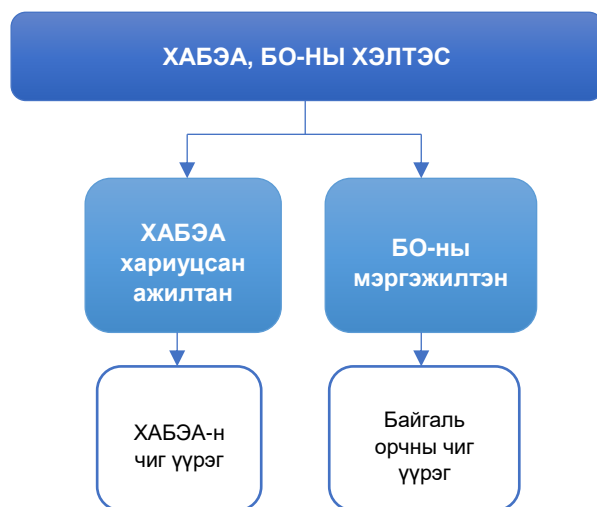 ХАБЭА, БО-НЫ ХЭЛТЭС
ХАБЭА
хариуцсан
ажилтан
БО-ны
мэргэжилтэн
ХАБЭА-н
чиг үүрэг
Байгаль
орчны чиг
үүрэг